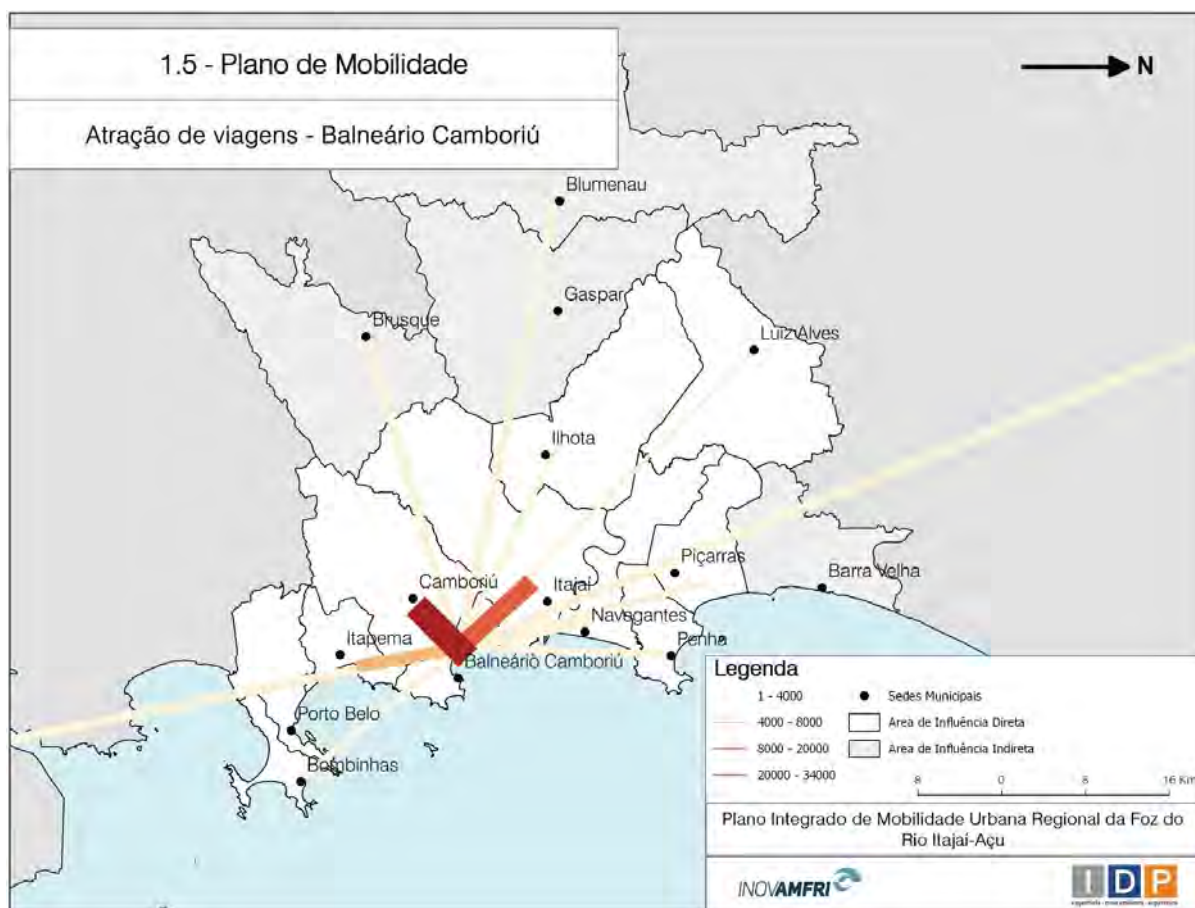 1.5 - Plano de Mobilidade
Atração de viagens - Balneário Camboriú
N
Blumenau
Gaspar
Brusque
Luiz Alves
Ilhota
Piçarras
Barra Velha
Camboriú
Itajaí
Navegantes
Itapema
Penha
Balneário Camboriú
Porto Belo
Bombinhas
Legenda
1 - 4000
4000 - 8000
8000 - 20000
20000 - 34000
Sedes Municipais
Area de Influência Direta
Area de Influência Indireta
8 0 8 16 Km
Plano Integrado de Mobilidade Urbana Regional da Foz do
Rio Itajaí-Açu
INOVAMFRI
IDP